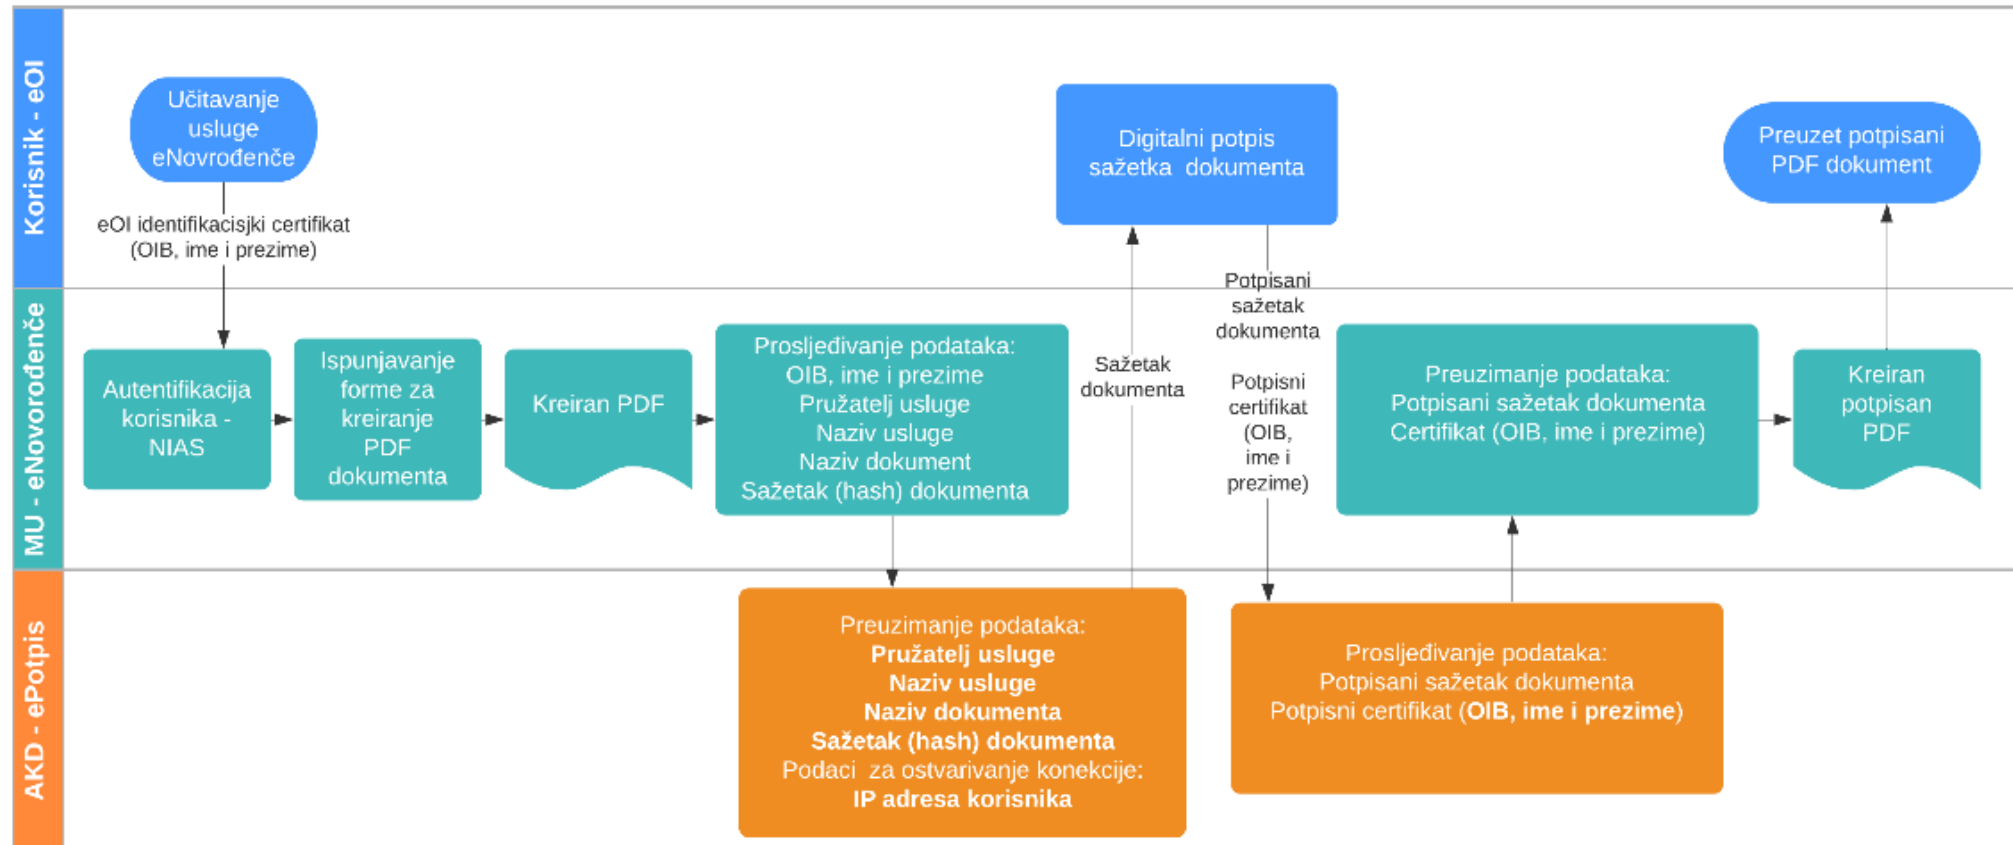 Korisnik - eOI
Učitavanje
usluge
eNovrođenče
eOI identifikacisjki certifikat
(OIB, ime i prezime)
Digitalni potpis
sažetka dokumenta
Preuzet potpisani
PDF dokument
MU - eNovorođenče
Autentifikacija
korisnika -
NIAS
Ispunjavanje
forme za
kreiranje
PDF
dokumenta
Kreiran PDF
Prosljeđivanje podataka:
OIB, ime i prezime
Pružatelj usluge
Naziv usluge
Naziv dokument
Sažetak (hash) dokumenta
Sažetak
dokumenta
Potpisani
sažetak
dokumenta
Potpisni
certifikat
(OIB,
ime i
prezime)
Preuzimanje podataka:
Potpisani sažetak dokumenta
Certifikat (OIB, ime i prezime)
Kreiran
potpisan
PDF
AKD - ePotpis
Preuzimanje podataka:
Pružatelj usluge
Naziv usluge
Naziv dokumenta
Sažetak (hash) dokumenta
Podaci za ostvarivanje konekcije:
IP adresa korisnika
Prosljeđivanje podataka:
Potpisani sažetak dokumenta
Potpisni certifikat (OIB, ime i prezime)